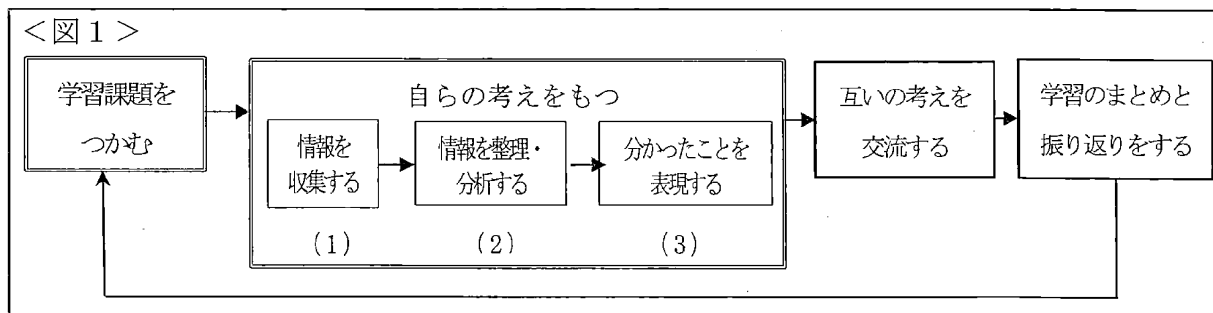 <図1>
学習課題を
つかむ
自らの考えをもつ
情報を
収集する
(1)
情報を整理・
分析する
(2)
分かったことを
表現する
(3)
互いの考えを
交流する
学習のまとめと
振り返りをする